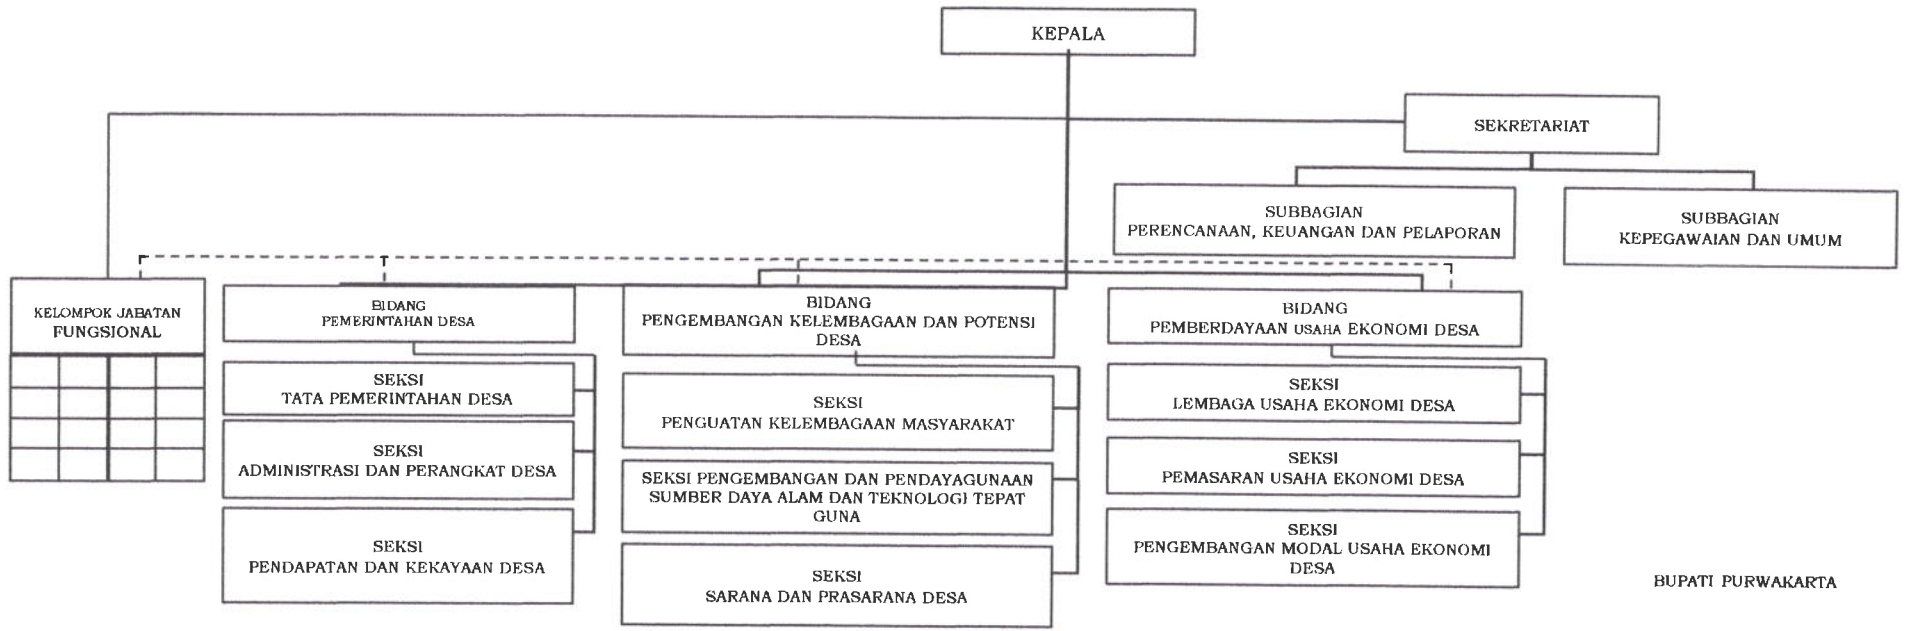 KEPALA
SEKRETARIAT
SUBBAGIAN
PERENCANAAN, KEUANGAN DAN PELAPORAN
SUBBAGIAN
KEPEGAWAIAN DAN UMUM
KELOMPOK JABATAN
FUNGSIONAL
BIDANG
PEMERINTAHAN DESA
SEKSI
TATA PEMERINTAHAN DESA
SEKSI
ADMINISTRASI DAN PERANGKAT DESA
SEKSI
PENDAPATAN DAN KEKAYAAN DESA
BIDANG
PENGEMBANGAN KELEMBAGAAN DAN POTENSI
DESA
SEKSI
PENGUATAN KELEMBAGAAN MASYARAKAT
SEKSI PENGEMBANGAN DAN PENDAYAGUNAAN
SUMBER DAYA ALAM DAN TEKNOLOGI TEPAT
GUNA
SEKSI
SARANA DAN PRASARANA DESA
BIDANG
PEMBERDAYAAN USAHA EKONOMI DESA
SEKSI
LEMBAGA USAHA EKONOMI DESA
SEKSI
PEMASARAN USAHA EKONOMI DESA
SEKSI
PENGEMBANGAN MODAL USAHA EKONOMI
DESA
BUPATI PURWAKARTA